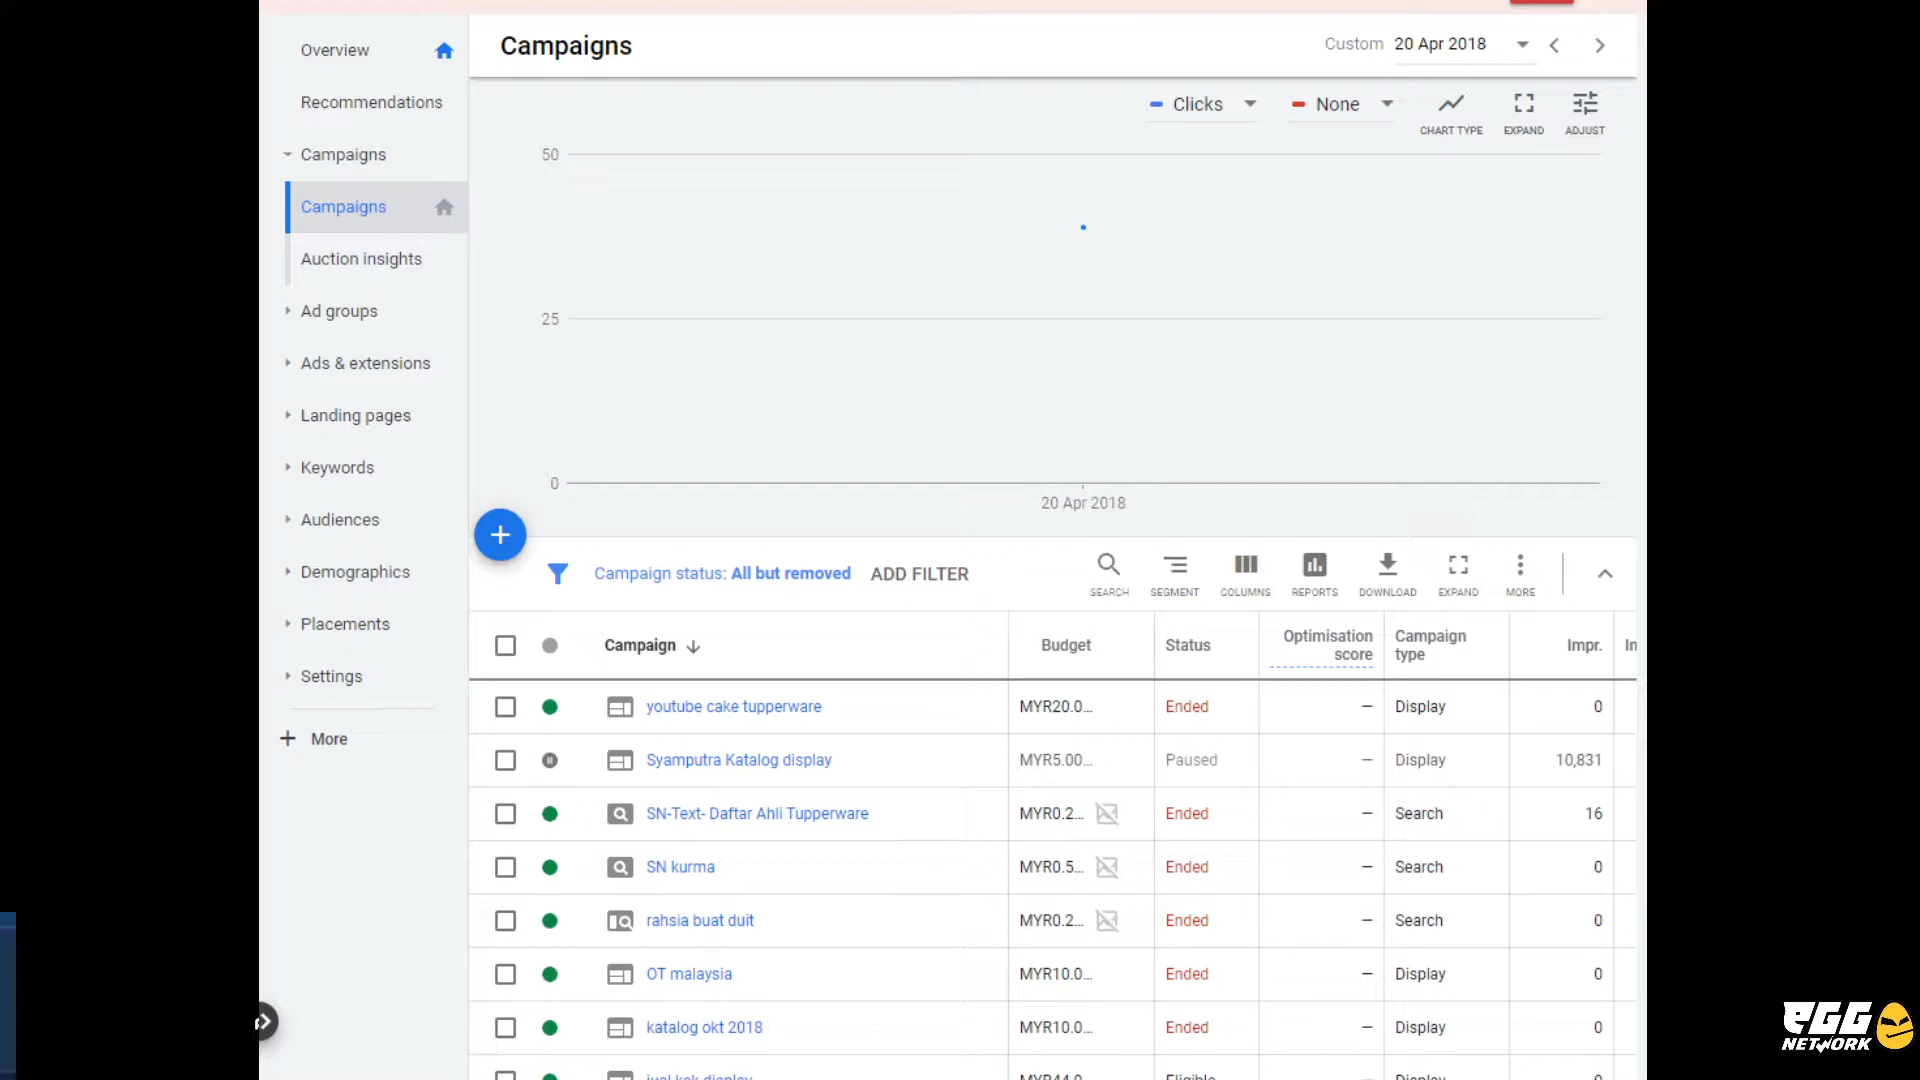 Overview
Recommendations
Campaigns
Campaigns
Auction insights
Ad groups
Ads & extensions
Landing pages
Keywords
Audiences
Demographics
Placements
Settings
More
Campaigns
Custom 20 Apr 2018
Clicks None
CHART TYPE EXPAND ADJUST
50
25
0
20 Apr 2018
Campaign status: All but removed ADD FILTER
SEARCH SEGMENT COLUMNS REPORTS DOWNLOAD EXPAND MORE
Campaign Budget Status Optimisation score Campaign type Impr. In
youtube cake tupperware MYR20.0... Ended – Display 0
Syamputra Katalog display MYR5.00... Paused – Display 10,831
SN-Text- Daftar Ahli Tupperware MYR0.2... Ended – Search 16
SN kurma MYR0.5... Ended – Search 0
rahsia buat duit MYR0.2... Ended – Search 0
OT malaysia MYR10.0... Ended – Display 0
katalog okt 2018 MYR10.0... Ended – Display 0
EGG
NETWORK